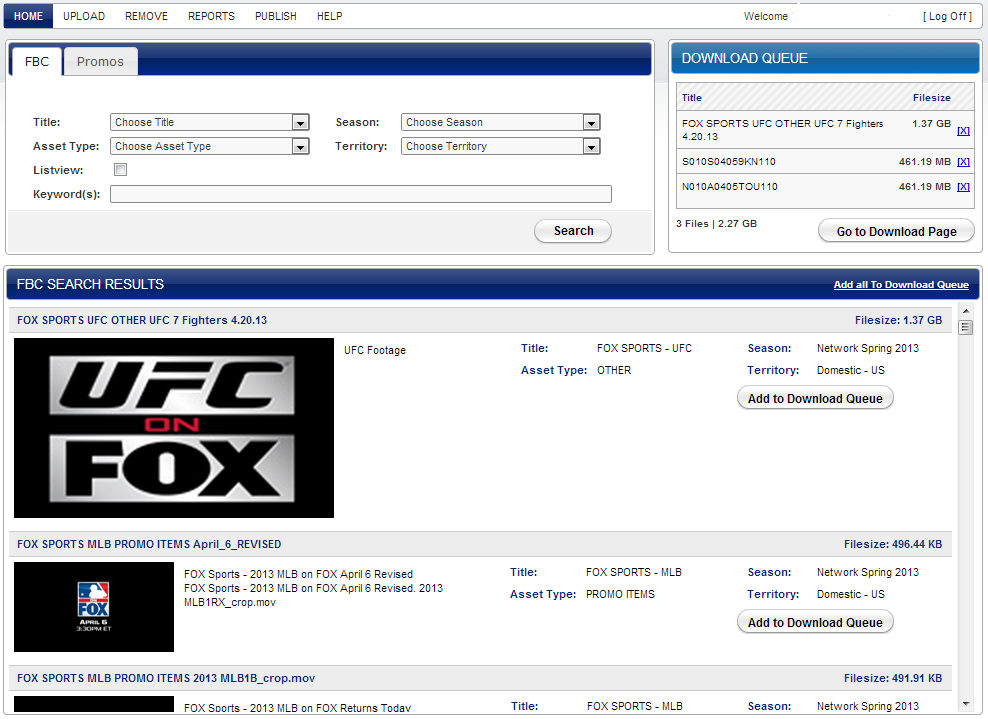 HOME UPLOAD REMOVE REPORTS PUBLISH HELP Welcome [ Log Off ]
FBC Promos
Title: Choose Title Season: Choose Season
Asset Type: Choose Asset Type Territory: Choose Territory
Listview:
Keyword(s):
Search
DOWNLOAD QUEUE
Title Filesize
FOX SPORTS UFC OTHER UFC 7 Fighters 1.37 GB [X]
4.20.13
S010S04059KN110 461.19 MB [X]
N010A0405TOU110 461.19 MB [X]
3 Files | 2.27 GB
Go to Download Page
FBC SEARCH RESULTS Add all To Download Queue
FOX SPORTS UFC OTHER UFC 7 Fighters 4.20.13 Filesize: 1.37 GB
UFC
ON
FOX
UFC Footage
Title: FOX SPORTS - UFC Season: Network Spring 2013
Asset Type: OTHER Territory: Domestic - US
Add to Download Queue
FOX SPORTS MLB PROMO ITEMS April_6_REVISED Filesize: 496.44 KB
ON
FOX
APRIL 6
3:30PM ET
FOX Sports - 2013 MLB on FOX April 6 Revised
FOX Sports - 2013 MLB on FOX April 6 Revised. 2013
MLB1RX_crop.mov
Title: FOX SPORTS - MLB Season: Network Spring 2013
Asset Type: PROMO ITEMS Territory: Domestic - US
Add to Download Queue
FOX SPORTS MLB PROMO ITEMS 2013 MLB1B_crop.mov Filesize: 491.91 KB
FOX Sports - 2013 MLB on FOX Returns Today
Title: FOX SPORTS - MLB Season: Network Spring 2013